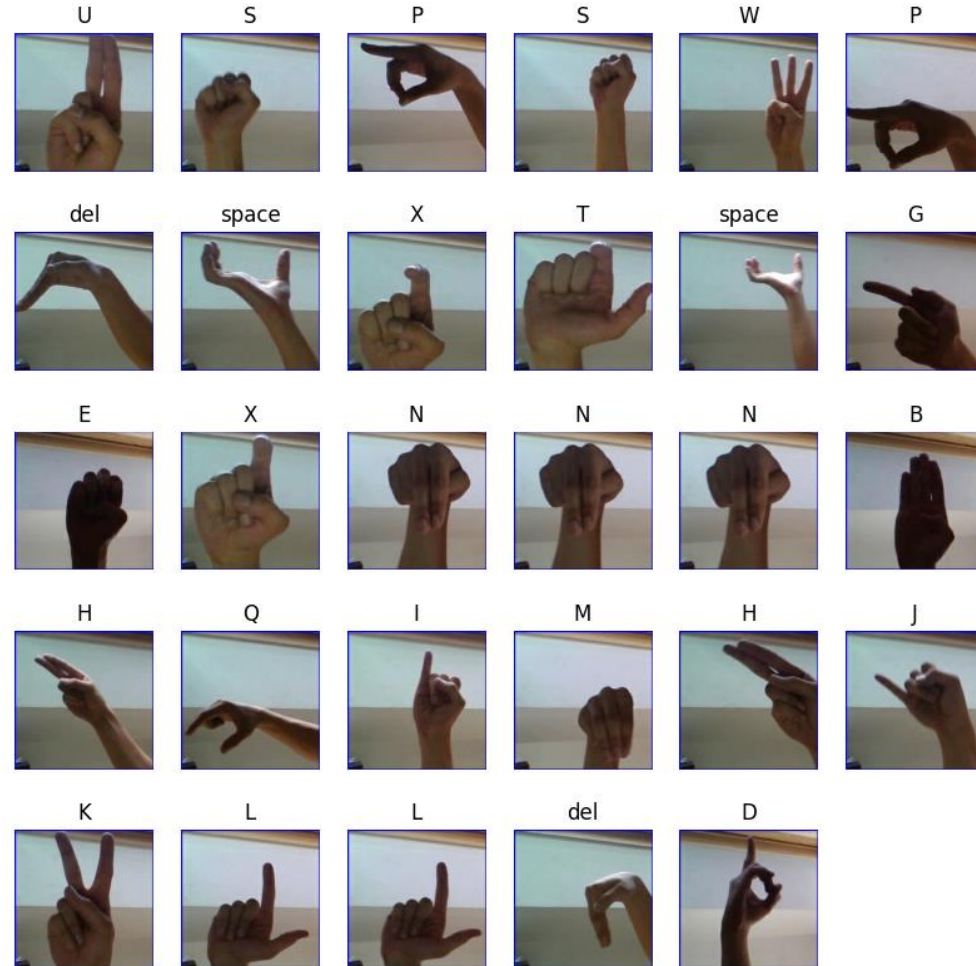 U S P S W P
del space X T space G
E X N N N B
H Q I M H J
K L L del D